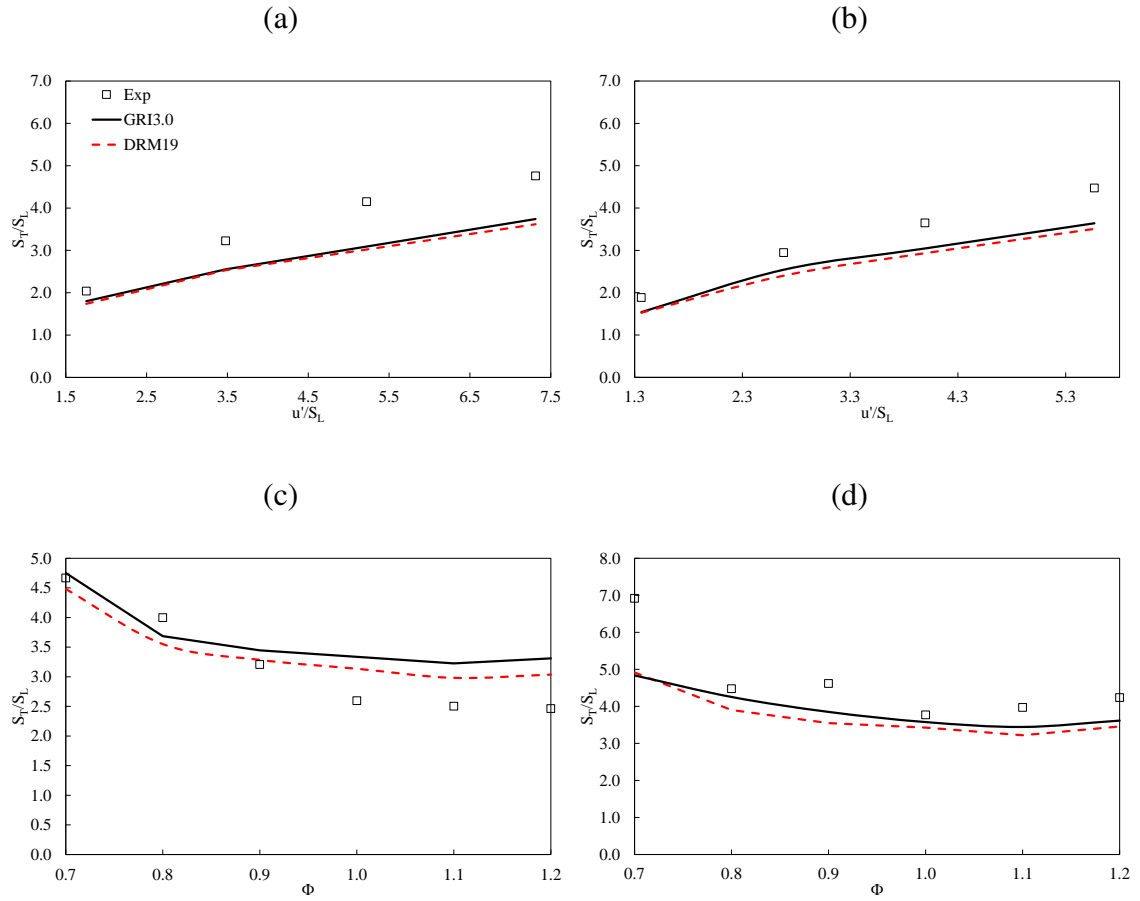 (a)
7.0
6.0
5.0
4.0
3.0
2.0
1.0
0.0
S_T/S_L
Exp
GRI3.0
DRM19
1.5 2.5 3.5 4.5 5.5 6.5 7.5
u'/S_L
(b)
7.0
6.0
5.0
4.0
3.0
2.0
1.0
0.0
S_T/S_L
1.3 2.3 3.3 4.3 5.3
u'/S_L
(c)
5.0
4.5
4.0
3.5
3.0
2.5
2.0
1.5
1.0
0.5
0.0
S_T/S_L
0.7 0.8 0.9 1.0 1.1 1.2
Φ
(d)
8.0
7.0
6.0
5.0
4.0
3.0
2.0
1.0
0.0
S_T/S_L
0.7 0.8 0.9 1.0 1.1 1.2
Φ